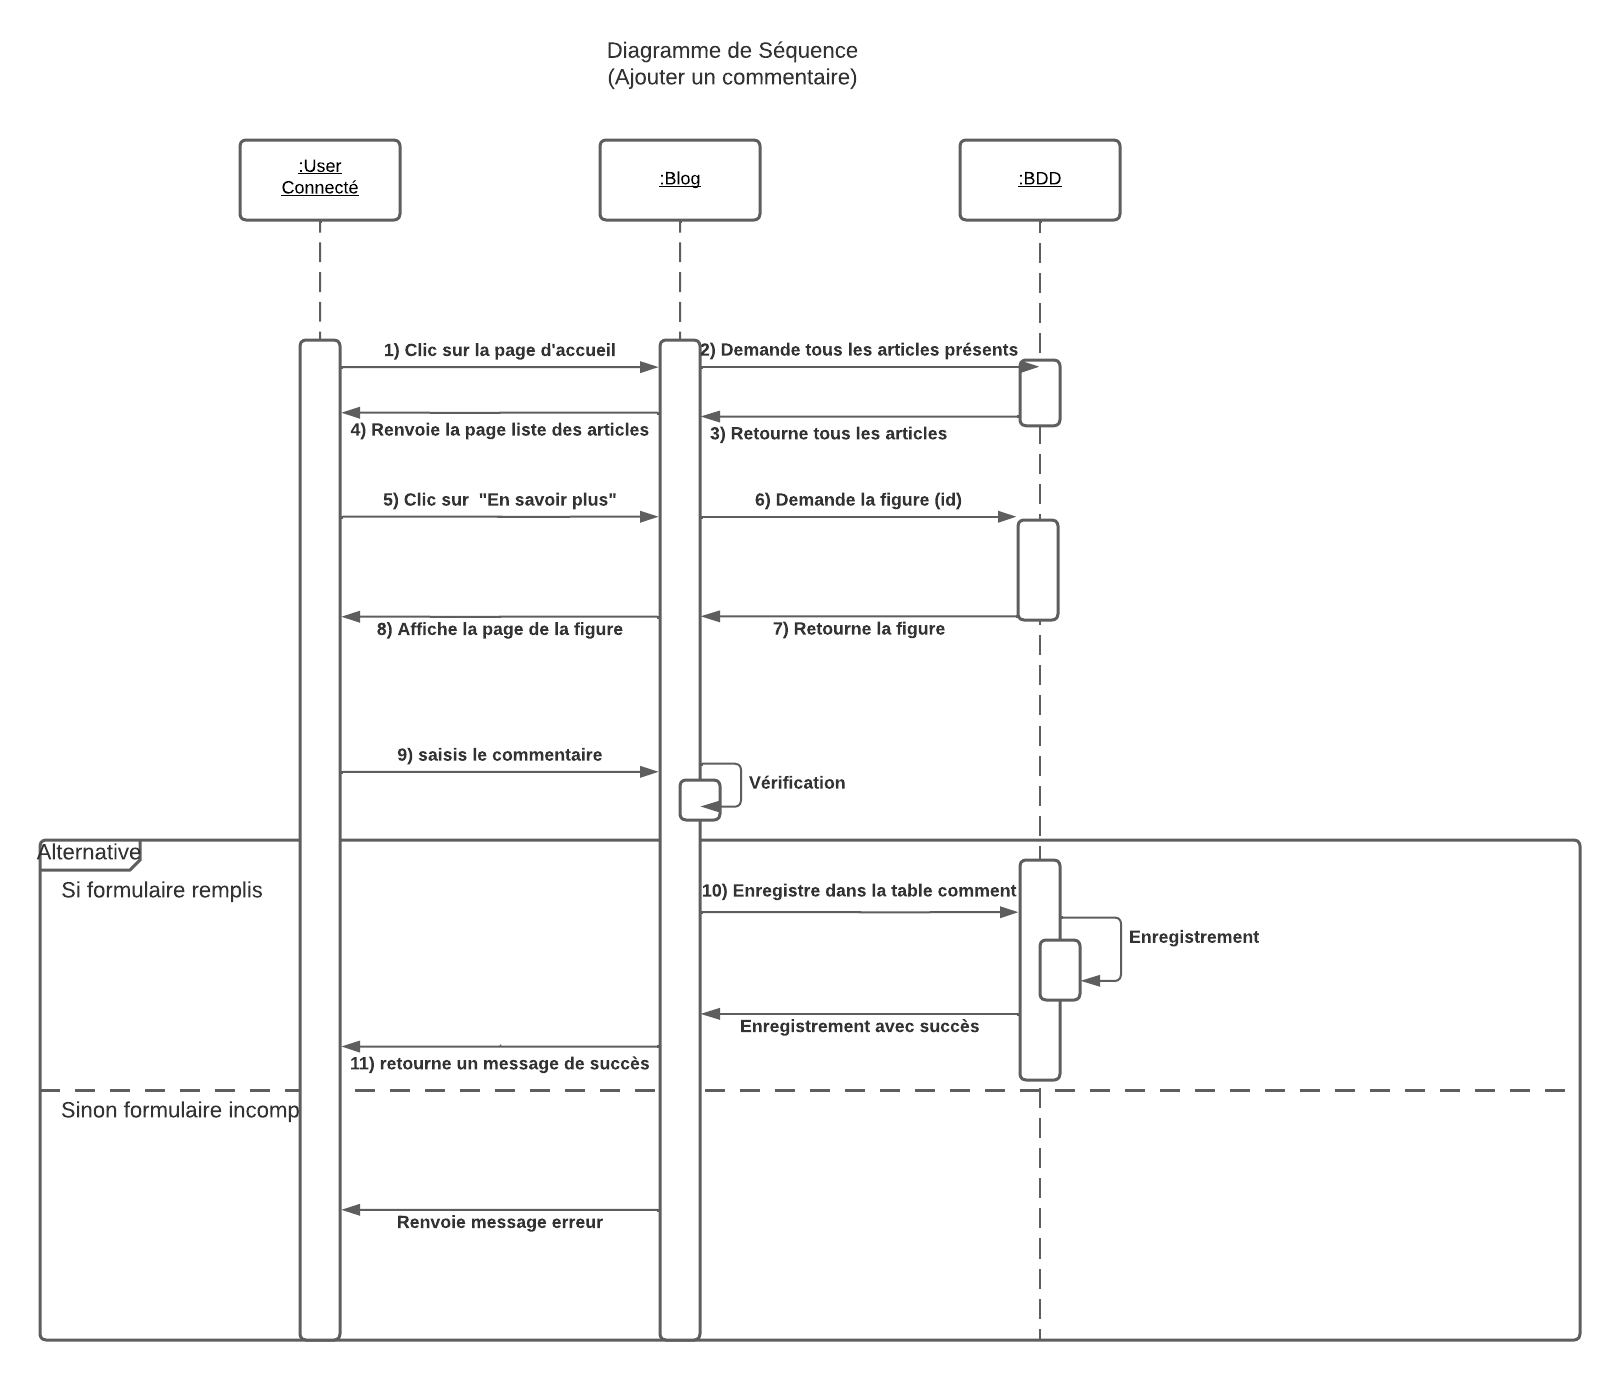 Diagramme de Séquence
(Ajouter un commentaire)
:User
Connecté
:Blog
:BDD
1) Clic sur la page d'accueil
2) Demande tous les articles présents
4) Renvoie la page liste des articles
3) Retourne tous les articles
5) Clic sur  "En savoir plus"
6) Demande la figure (id)
8) Affiche la page de la figure
7) Retourne la figure
9) saisis le commentaire
Vérification
Alternative
Si formulaire remplis
10) Enregistre dans la table comment
Enregistrement
Enregistrement avec succès
11) retourne un message de succès
Sinon formulaire incomp
Renvoie message erreur